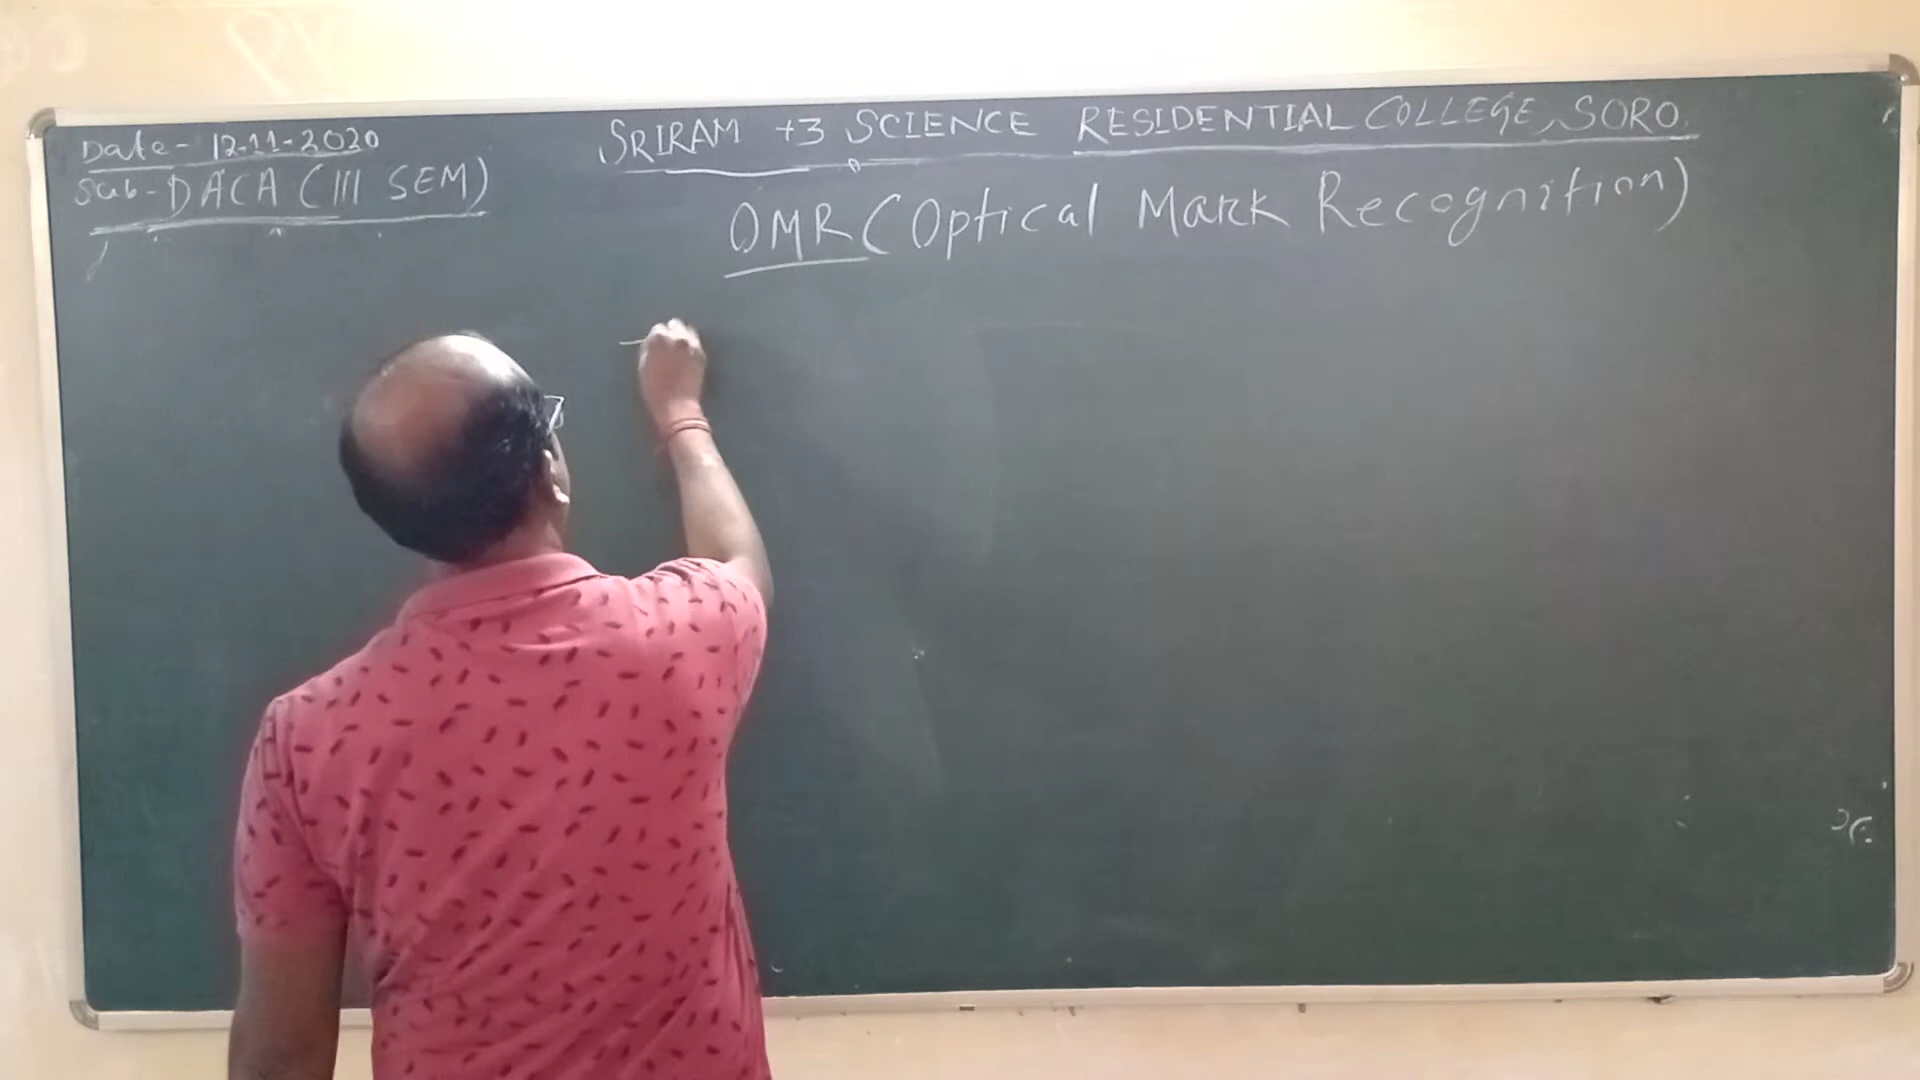 Date- 12-11-2020
SRIRAM +3 SCIENCE RESIDENTIAL COLLEGE, SORO
Sub- DACA (III SEM)
OMR (Optical Mark Recognition)